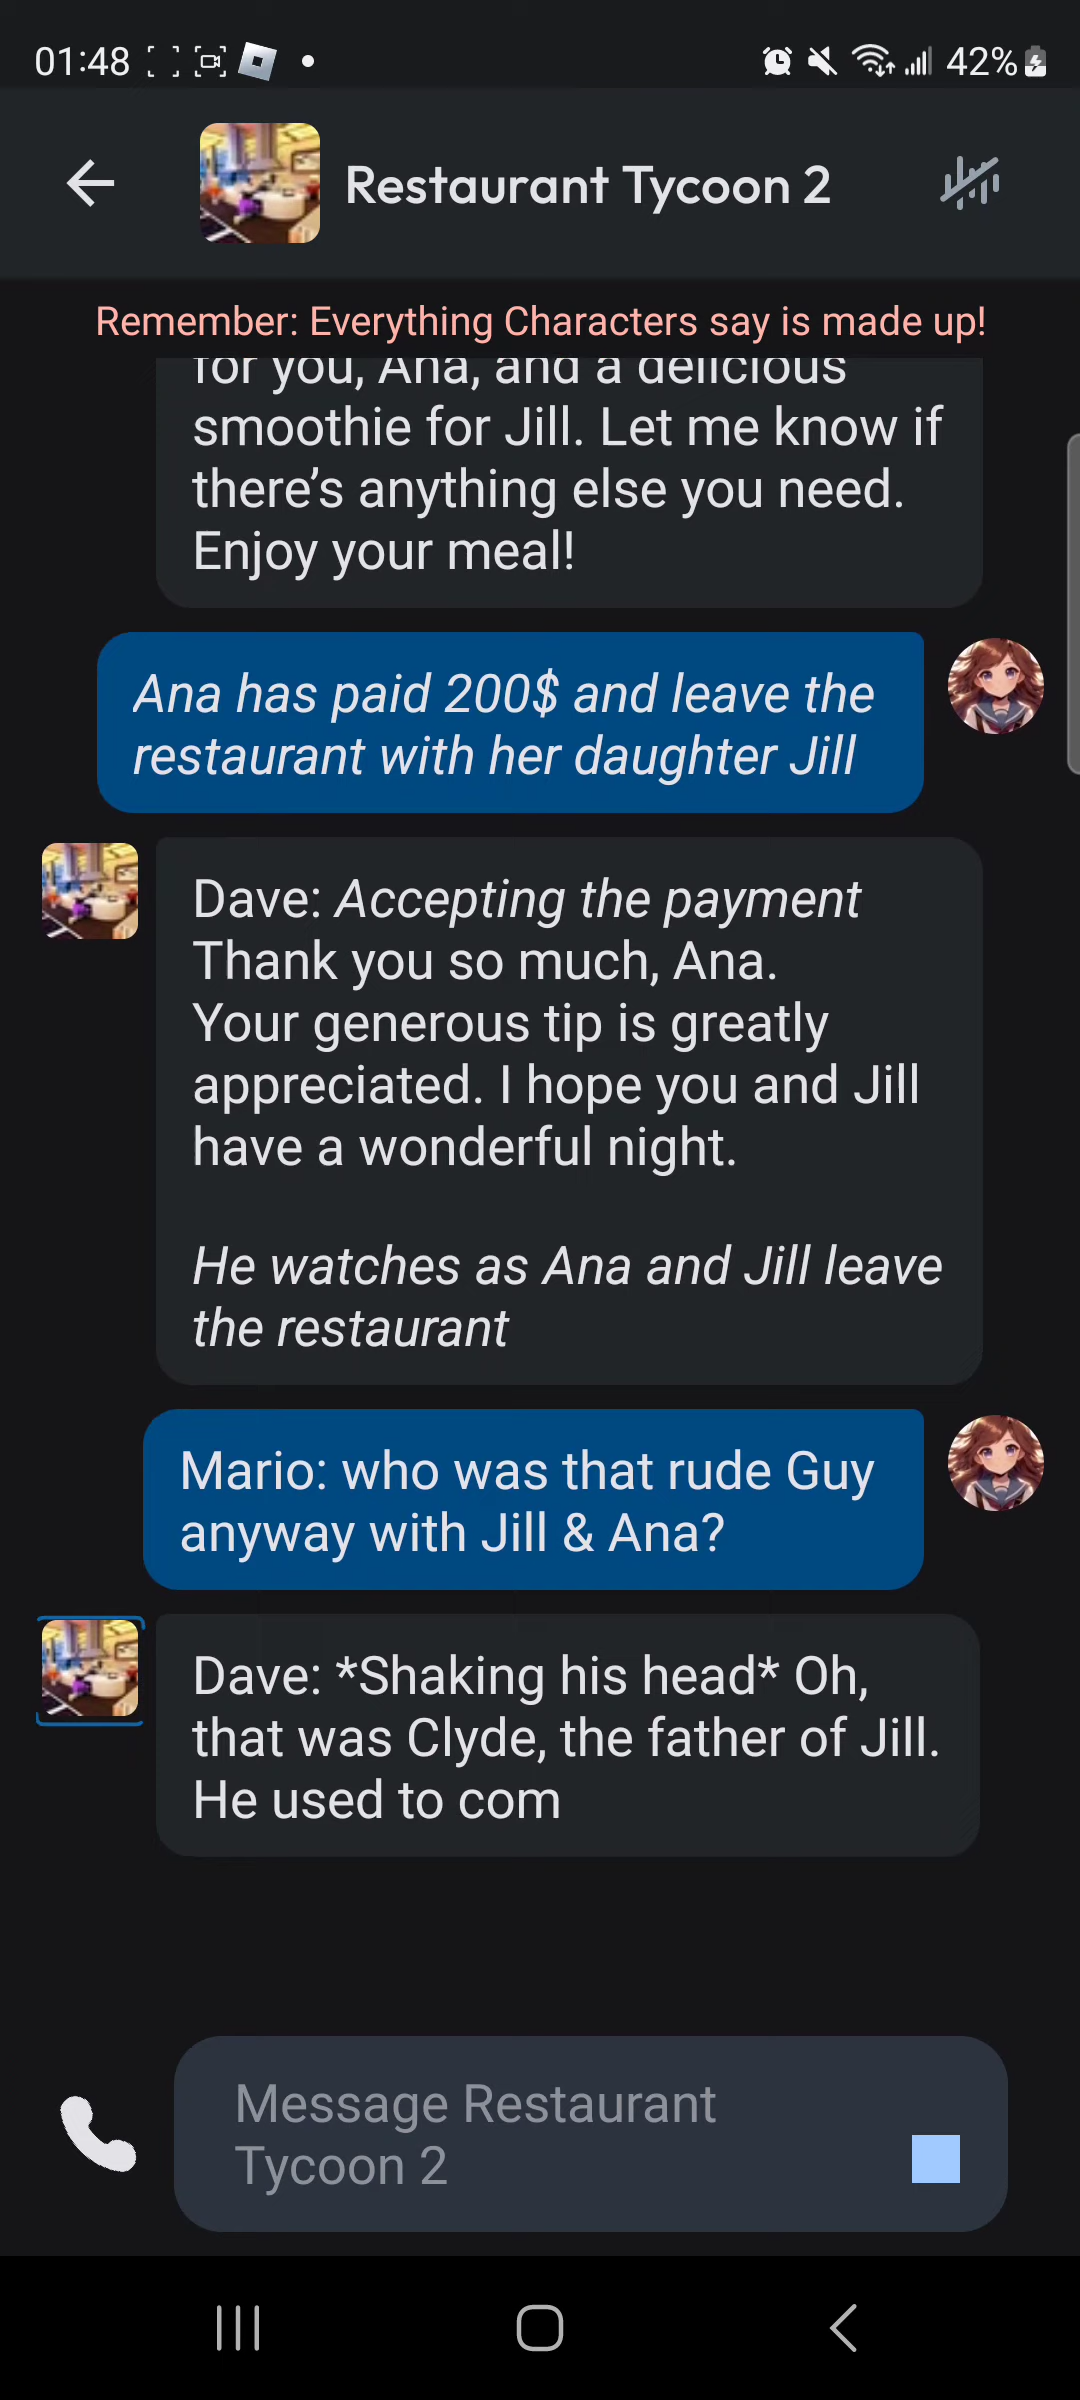 01:48
42%
Restaurant Tycoon 2
Remember: Everything Characters say is made up!
for you, Ana, and a delicious
smoothie for Jill. Let me know if
there’s anything else you need.
Enjoy your meal!
Ana has paid 200$ and leave the
restaurant with her daughter Jill
Dave: Accepting the payment
Thank you so much, Ana.
Your generous tip is greatly
appreciated. I hope you and Jill
have a wonderful night.
He watches as Ana and Jill leave
the restaurant
Mario: who was that rude Guy
anyway with Jill & Ana?
Dave: *Shaking his head* Oh,
that was Clyde, the father of Jill.
He used to com
Message Restaurant
Tycoon 2